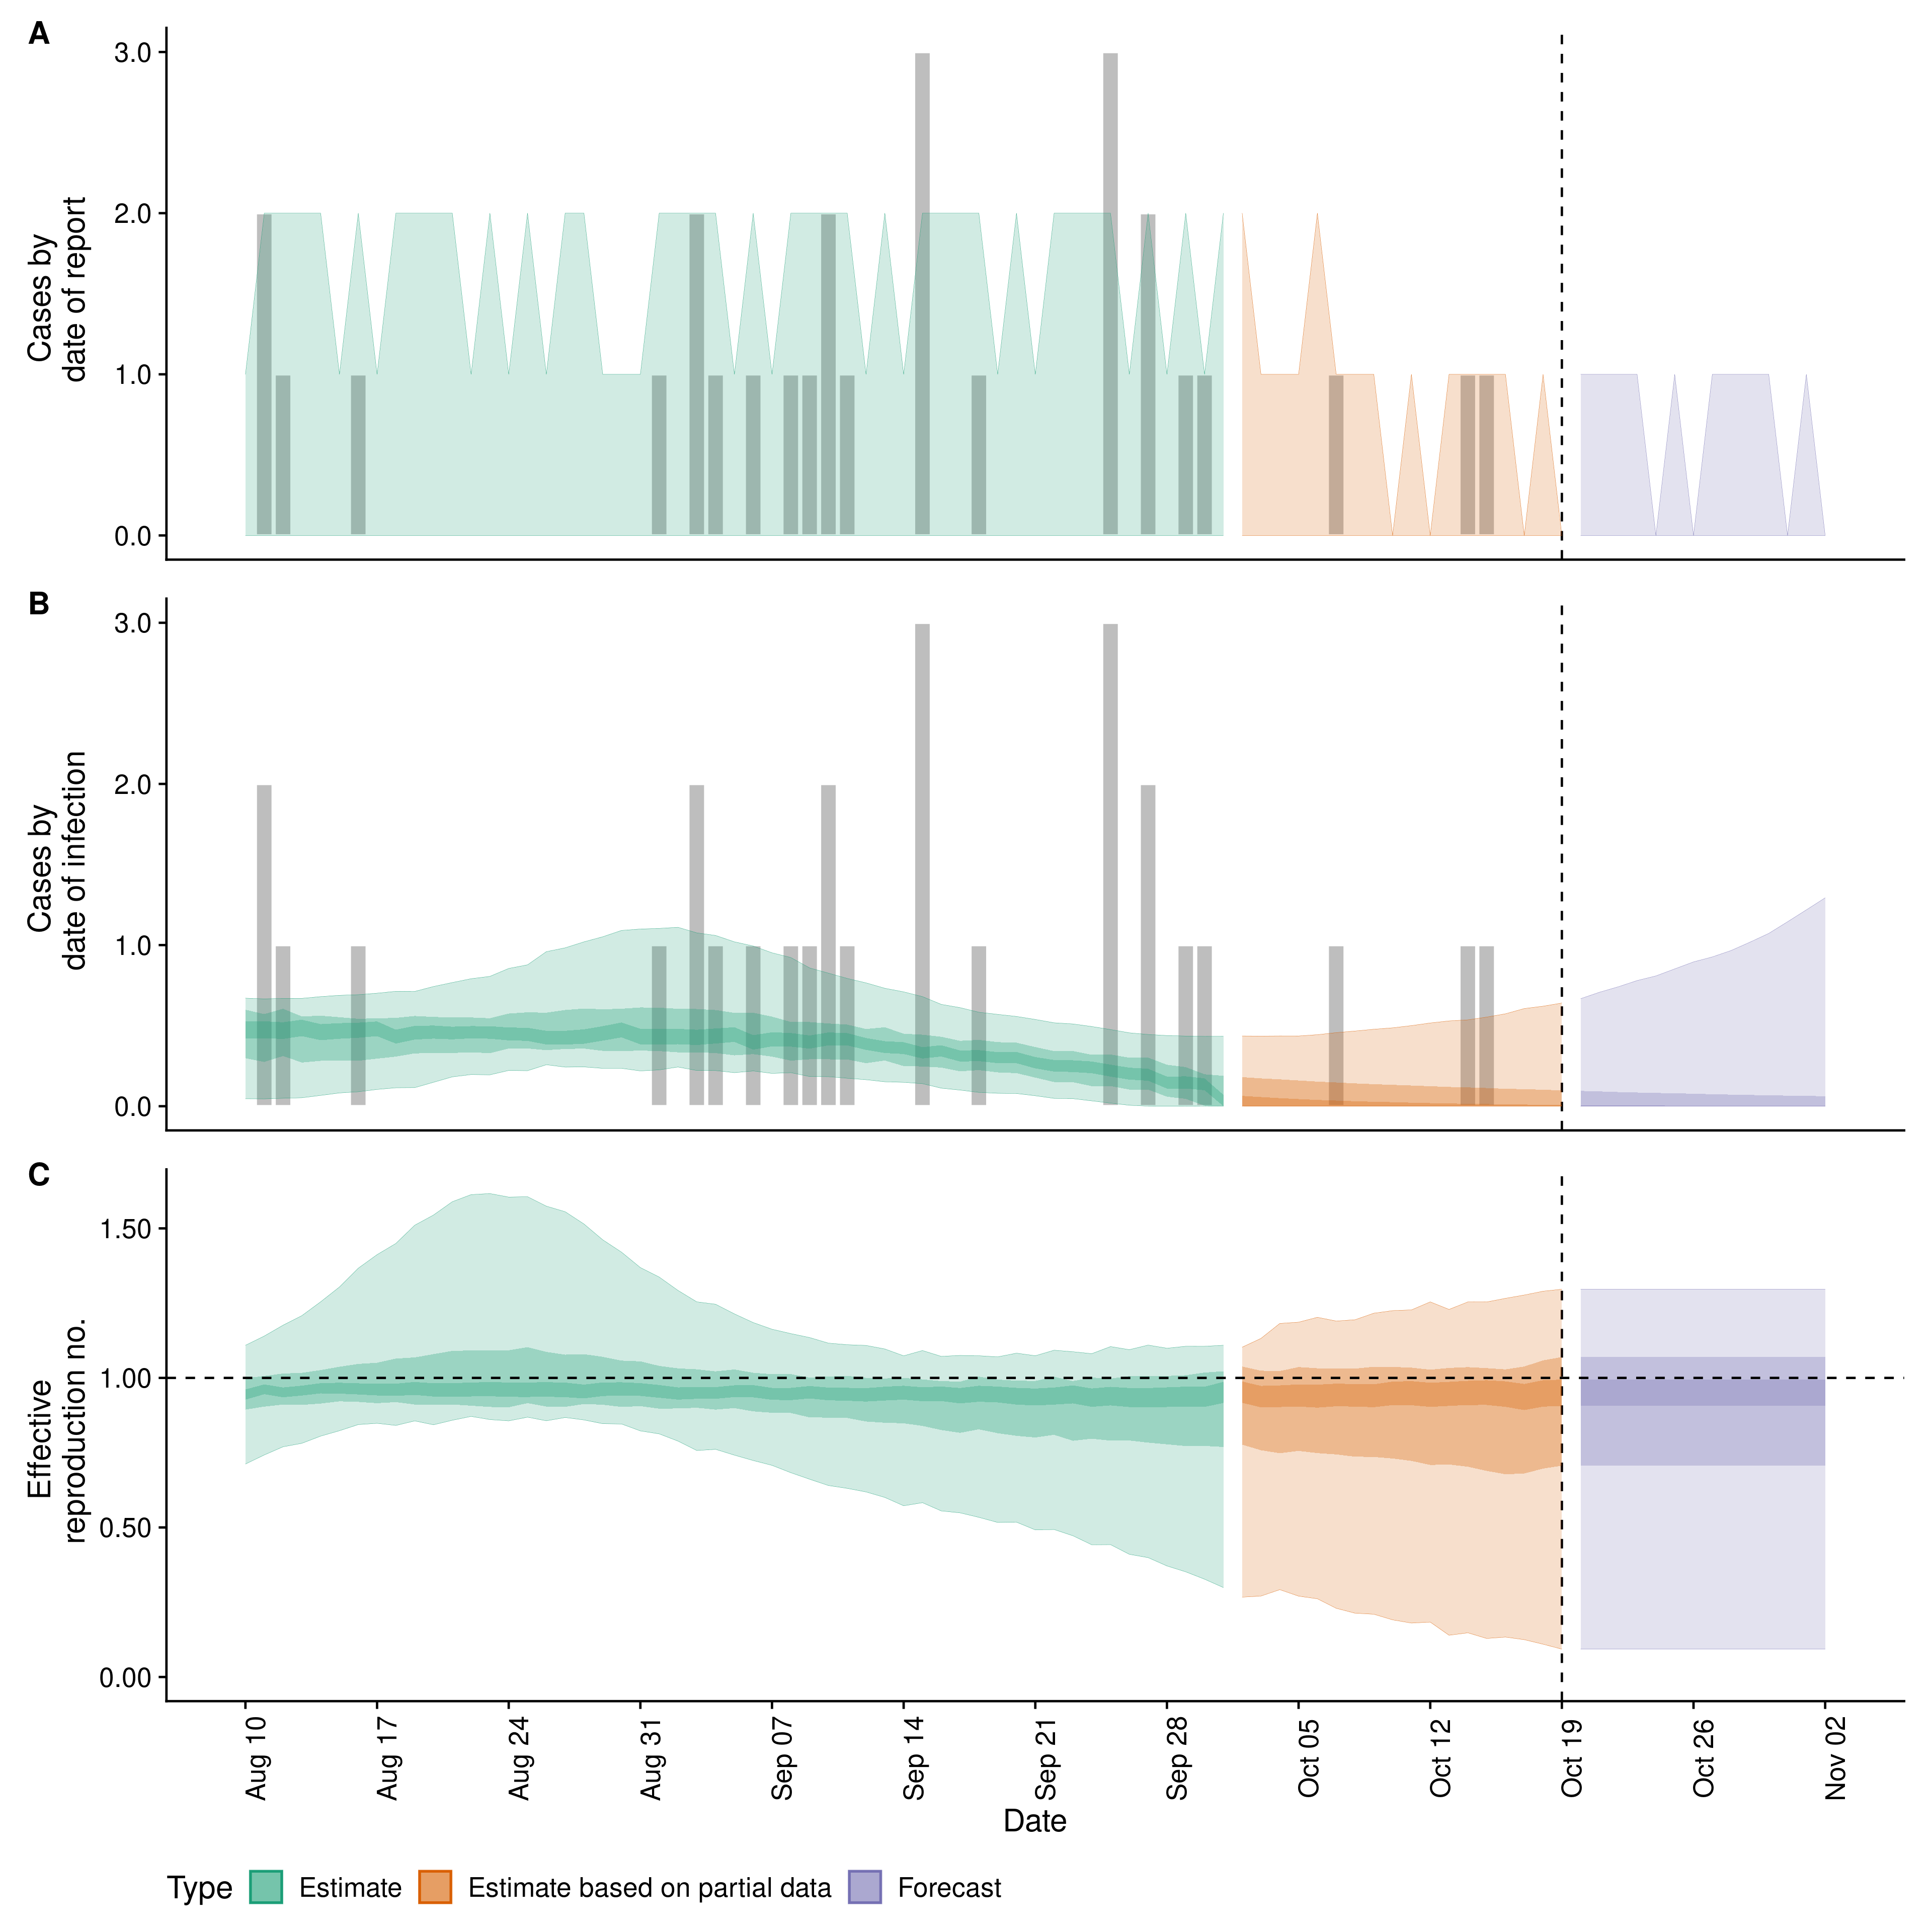 A
Cases by
date of report
3.0
2.0
1.0
0.0
B
Cases by
date of infection
3.0
2.0
1.0
0.0
C
Effective
reproduction no.
1.50
1.00
0.50
0.00
Aug 10
Aug 17
Aug 24
Aug 31
Sep 07
Sep 14
Sep 21
Sep 28
Oct 05
Oct 12
Oct 19
Oct 26
Nov 02
Date
Type Estimate Estimate based on partial data Forecast